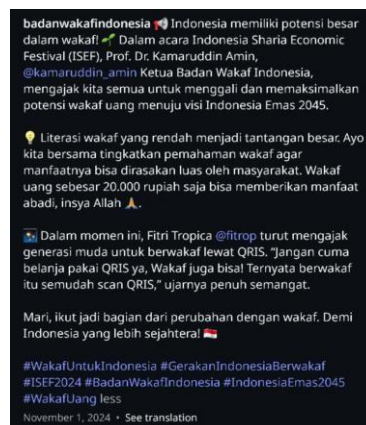 badanwakafindonesia 📢 Indonesia memiliki potensi besar
dalam wakaf! 🌱 Dalam acara Indonesia Sharia Economic
Festival (ISEF), Prof. Dr. Kamaruddin Amin,
@kamaruddin_amin Ketua Badan Wakaf Indonesia,
mengajak kita semua untuk menggali dan memaksimalkan
potensi wakaf uang menuju visi Indonesia Emas 2045.
💡 Literasi wakaf yang rendah menjadi tantangan besar. Ayo
kita bersama tingkatkan pemahaman wakaf agar
manfaatnya bisa dirasakan luas oleh masyarakat. Wakaf
uang sebesar 20.000 rupiah saja bisa memberikan manfaat
abadi, insya Allah 🙏.
🌠 Dalam momen ini, Fitri Tropica @fitrop turut mengajak
generasi muda untuk berwakaf lewat QRIS. “Jangan cuma
belanja pakai QRIS ya, Wakaf juga bisa! Ternyata berwakaf
itu semudah scan QRIS,” ujarnya penuh semangat.
Mari, ikut jadi bagian dari perubahan dengan wakaf. Demi
Indonesia yang lebih sejahtera! 🇮🇩
#WakafUntukIndonesia #GerakanIndonesiaBerwakaf
#ISEF2024 #BadanWakafIndonesia #IndonesiaEmas2045
#WakafUang less
November 1, 2024 • See translation